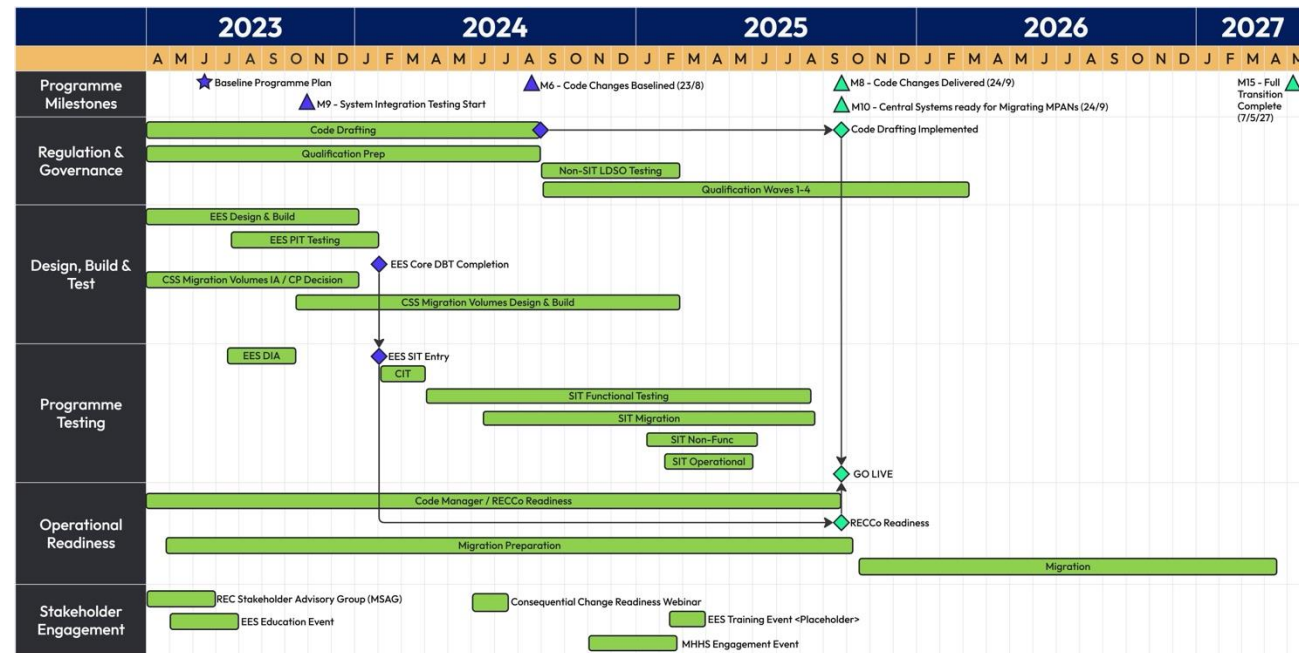 2023 2024 2025 2026 2027
A M J J A S O N D J F M A M J J A S O N D J F M A M J J A S O N D J F M A M J J A S O N D J F M A M
Programme
Milestones
Baseline Programme Plan
M9 - System Integration Testing Start
M6 - Code Changes Baselined (23/8)
M8 - Code Changes Delivered (24/9)
M10 - Central Systems ready for Migrating MPANs (24/9)
M15 - Full
Transition
Complete
(7/5/27)
Regulation &
Governance
Code Drafting
Code Drafting Implemented
Qualification Prep
Non-SIT LDSO Testing
Qualification Waves 1-4
Design, Build &
Test
EES Design & Build
EES PIT Testing
EES Core DBT Completion
CSS Migration Volumes IA / CP Decision
CSS Migration Volumes Design & Build
Programme
Testing
EES DIA
EES SIT Entry
CIT
SIT Functional Testing
SIT Migration
SIT Non-Func
SIT Operational
GO LIVE
Operational
Readiness
Code Manager / RECCo Readiness
RECCo Readiness
Migration Preparation
Migration
Stakeholder
Engagement
REC Stakeholder Advisory Group (MSAG)
Consequential Change Readiness Webinar
EES Education Event
EES Training Event <Placeholder>
MHHS Engagement Event